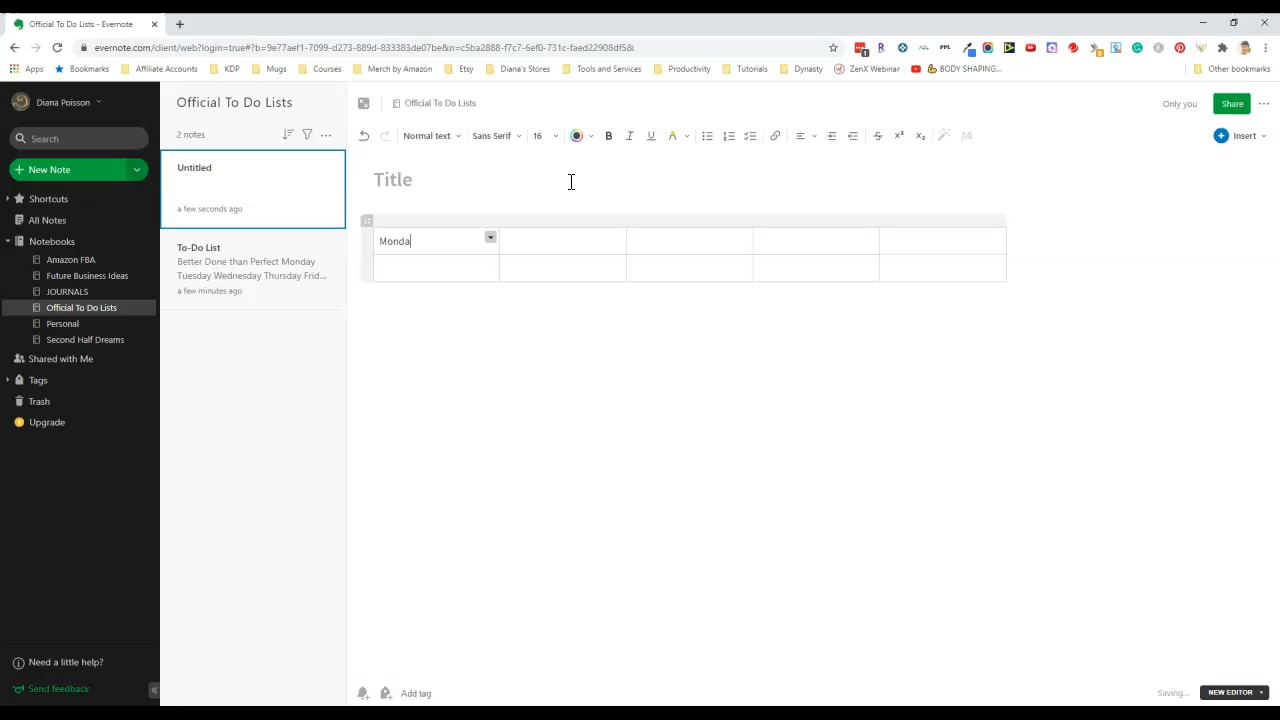 Official To Do Lists - Evernote
evernote.com/client/web?login=true#?b=9e77aef1-7099-d273-889d-833383de07be&n=c5ba2888-f7c7-6ef0-731c-faed22908df5&
Apps Bookmarks Affiliate Accounts KDP Mugs Courses Merch by Amazon Etsy Diana's Stores Tools and Services Productivity Tutorials Dynasty ZenX Webinar BODY SHAPING... Other bookmarks
Diana Poisson
Search
New Note
Shortcuts
All Notes
Notebooks
Amazon FBA
Future Business Ideas
JOURNALS
Official To Do Lists
Personal
Second Half Dreams
Shared with Me
Tags
Trash
Upgrade
Need a little help?
Send feedback
Official To Do Lists
2 notes
Untitled
a few seconds ago
To-Do List
Better Done than Perfect Monday
Tuesday Wednesday Thursday Frid...
a few minutes ago
Official To Do Lists
Only you
Share
Normal text Sans Serif 16
Insert
Title
Monda
Add tag
Saving...
NEW EDITOR